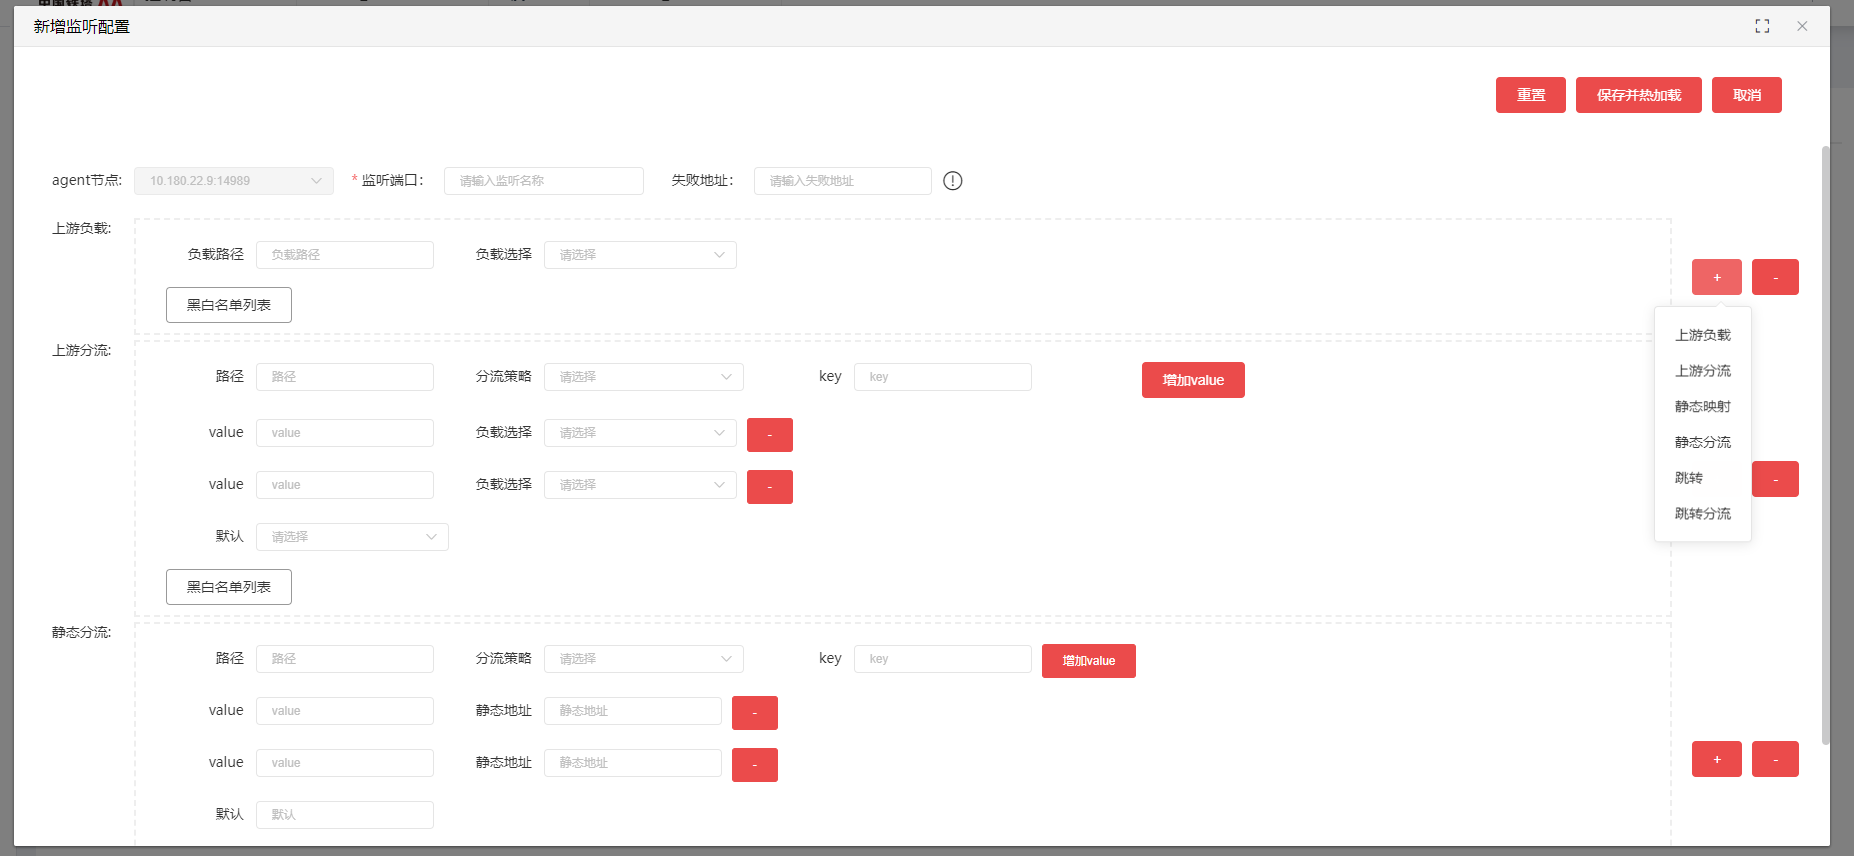 新增监听配置
重置 保存并热加载 取消
agent节点: 10.180.22.9:14989 * 监听端口: 请输入监听名称 失败地址: 请输入失败地址
上游负载:
负载路径 负载路径 负载选择 请选择
+ -
黑白名单列表
上游负载
上游分流
静态映射
静态分流
跳转
跳转分流
上游分流:
路径 路径 分流策略 请选择 key key 增加value
value value 负载选择 请选择 -
value value 负载选择 请选择 -
-
默认 请选择
黑白名单列表
静态分流:
路径 路径 分流策略 请选择 key key 增加value
value value 静态地址 静态地址 -
value value 静态地址 静态地址 -
+ -
默认 默认